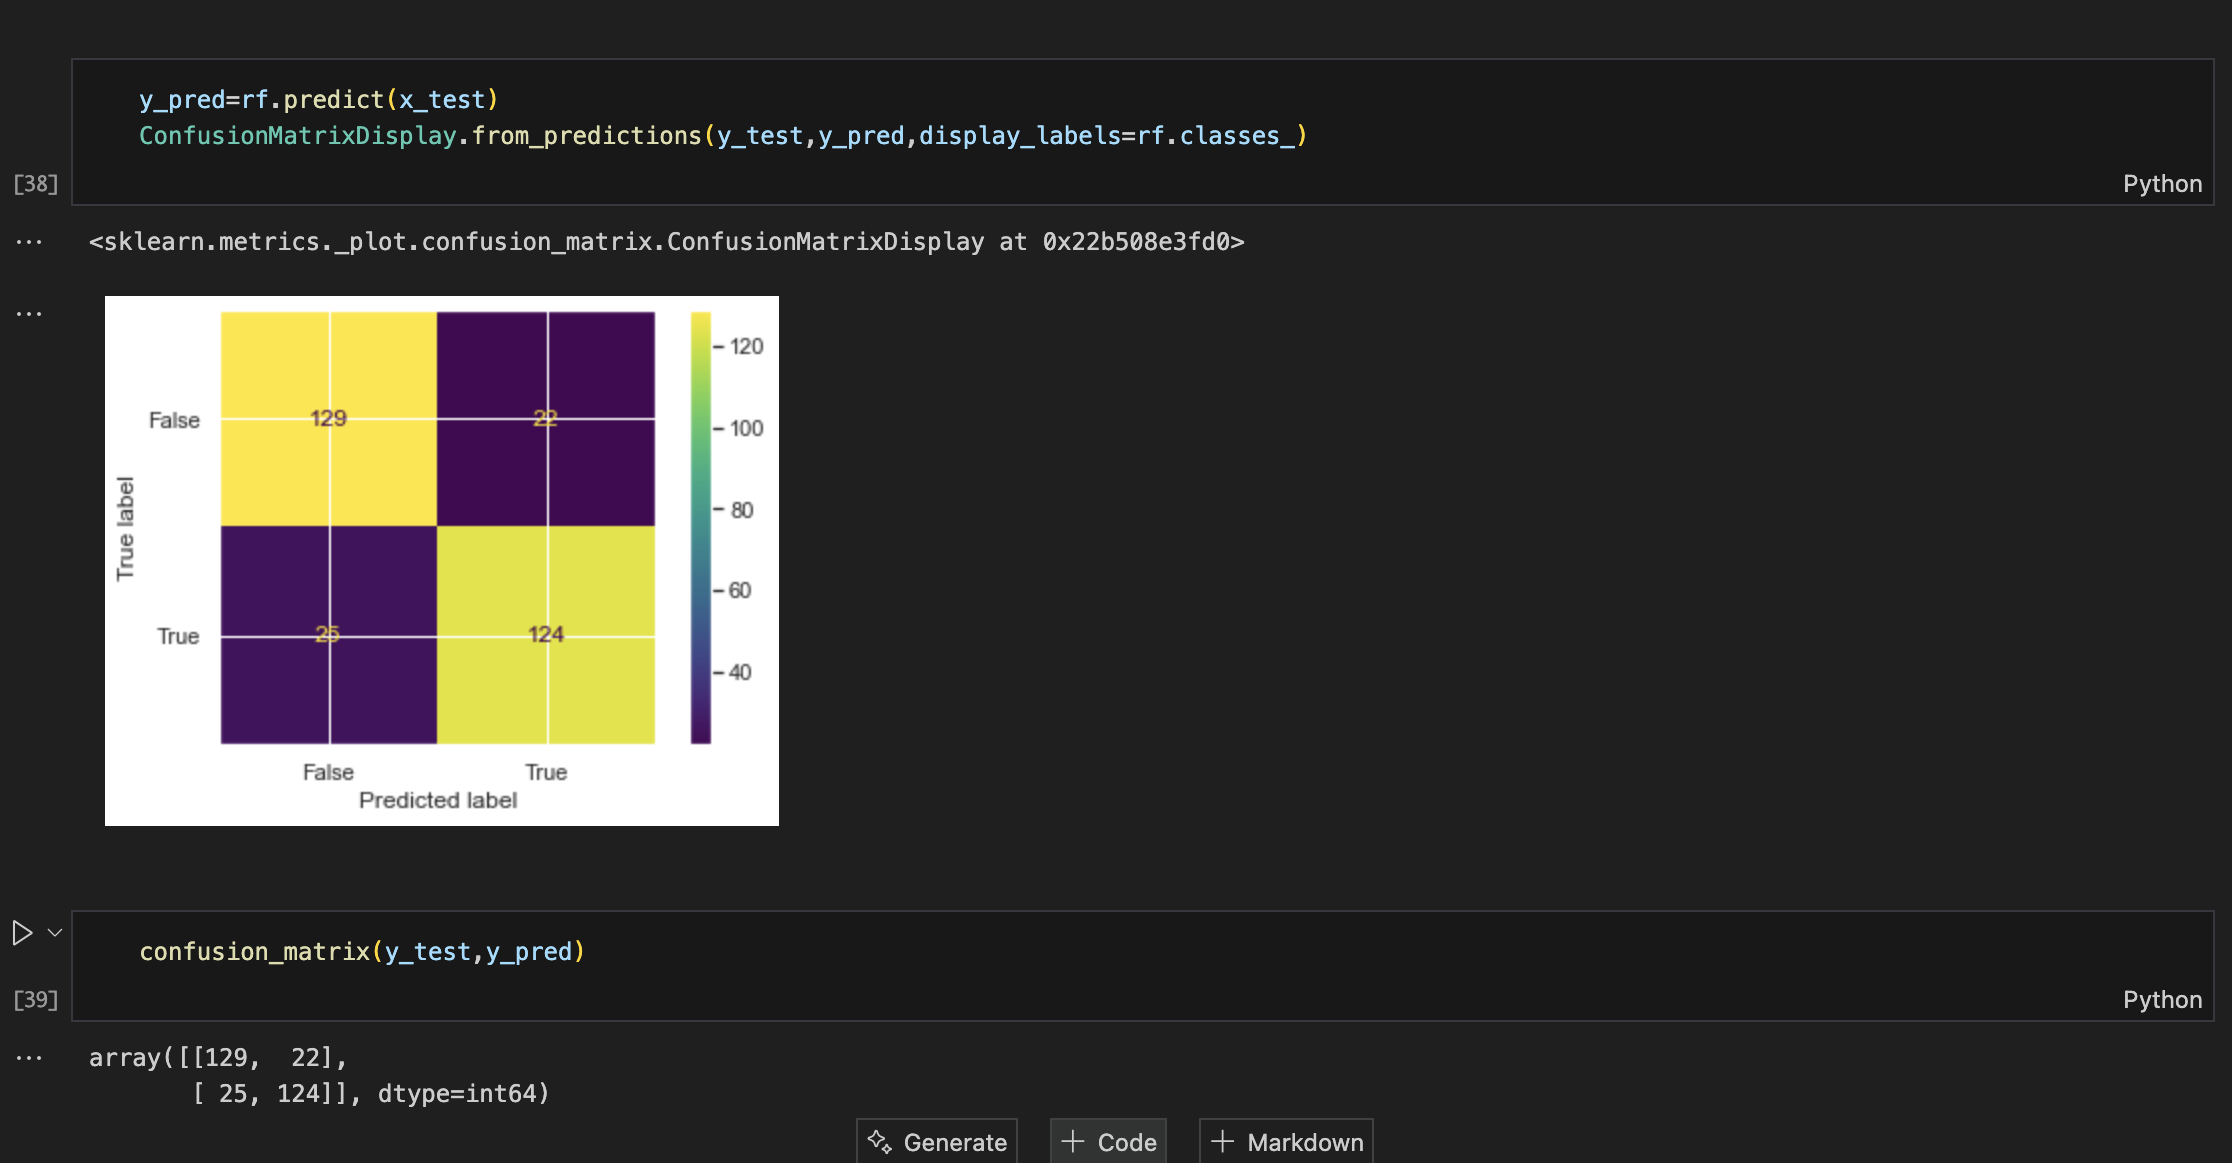 y_pred=rf.predict(x_test)
ConfusionMatrixDisplay.from_predictions(y_test,y_pred,display_labels=rf.classes_)
[38]
Python
... <sklearn.metrics._plot.confusion_matrix.ConfusionMatrixDisplay at 0x22b508e3fd0>
...
120
False 129 22
100
80
True label
60
True 25 124
40
False True
Predicted label
confusion_matrix(y_test,y_pred)
[39]
Python
... array([[129,  22],
       [ 25, 124]], dtype=int64)
Generate + Code + Markdown